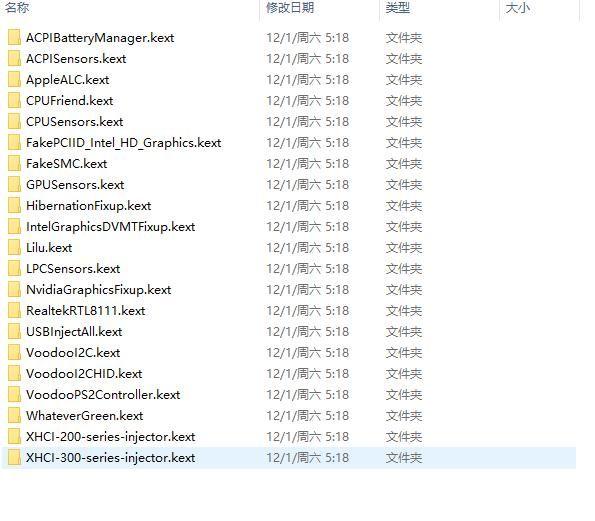 名称 修改日期 类型 大小
ACPIBatteryManager.kext 12/1/周六 5:18 文件夹
ACPISensors.kext 12/1/周六 5:18 文件夹
AppleALC.kext 12/1/周六 5:18 文件夹
CPUFriend.kext 12/1/周六 5:18 文件夹
CPUSensors.kext 12/1/周六 5:18 文件夹
FakePCIID_Intel_HD_Graphics.kext 12/1/周六 5:18 文件夹
FakeSMC.kext 12/1/周六 5:18 文件夹
GPUSensors.kext 12/1/周六 5:18 文件夹
HibernationFixup.kext 12/1/周六 5:18 文件夹
IntelGraphicsDVMTFixup.kext 12/1/周六 5:18 文件夹
Lilu.kext 12/1/周六 5:18 文件夹
LPCSensors.kext 12/1/周六 5:18 文件夹
NvidiaGraphicsFixup.kext 12/1/周六 5:18 文件夹
RealtekRTL8111.kext 12/1/周六 5:18 文件夹
USBInjectAll.kext 12/1/周六 5:18 文件夹
VoodooI2C.kext 12/1/周六 5:18 文件夹
VoodooI2CHID.kext 12/1/周六 5:18 文件夹
VoodooPS2Controller.kext 12/1/周六 5:18 文件夹
WhateverGreen.kext 12/1/周六 5:18 文件夹
XHCI-200-series-injector.kext 12/1/周六 5:18 文件夹
XHCI-300-series-injector.kext 12/1/周六 5:18 文件夹